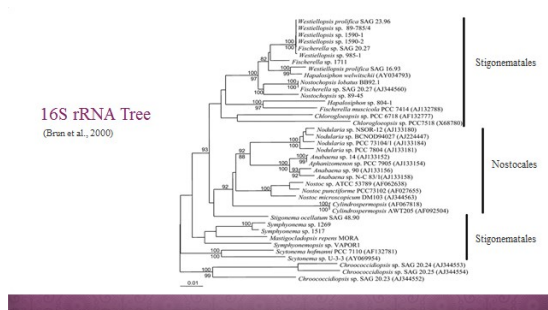 16S rRNA Tree
(Brun et al., 2000)
Westiellopsis prolifica SAG 23.96
Westiellopsis sp. 89-785/4
Westiellopsis sp. 1590-1
Westiellopsis sp. 1590-2
Fischerella sp. SAG 20.27
Westiellopsis sp. 985-1
Fischerella sp. 1711
Westiellopsis prolifica SAG 16.93
Hapalosiphon welwitschii (AY034793)
Nostochopsis lobatus BB92.1
Fischerella sp. SAG 20.27 (AJ344560)
Nostochopsis sp. 89-45
Hapalosiphon sp. 804-1
Fischerella muscicola PCC 7414 (AJ132788)
Chlorogloeopsis sp. PCC 6718 (AF132777)
Chlorogloeopsis sp. PCC7518 (X68780)
Stigonematales
Nodularia sp. NSOR-12 (AJ133180)
Nodularia sp. BCNOD94027 (AJ224447)
Nodularia sp. PCC 73104/1 (AJ133184)
Nodularia sp. PCC 7804 (AJ133181)
Anabaena sp. 14 (AJ133152)
Aphanizomenon sp. PCC 7905 (AJ133154)
Anabaena sp. 90 (AJ133156)
Anabaena sp. N-C 83/1(AJ133158)
Nostoc sp. ATCC 53789 (AF062638)
Nostoc punctiforme PCC73102 (AF027655)
Nostoc microscopicum DM103 (AJ344563)
Cylindrospermopsis (AF067818)
Cylindrospermopsis AWT205 (AF092504)
Nostocales
Stigonema ocellatum SAG 48.90
Symphyonema sp. 1269
Symphyonema sp. 1517
Mastigocladopsis repens MORA
Symphyonemopsis sp. VAPOR1
Scytonema hofmanni PCC 7110 (AF132781)
Scytonema sp. U-3-3 (AY069954)
Stigonematales
Chroococcidiopsis sp. SAG 20.24 (AJ344553)
Chroococcidiopsis sp. SAG 20.25 (AJ344554)
Chroococcidiopsis sp. SAG 20.23 (AJ344552)
0.01